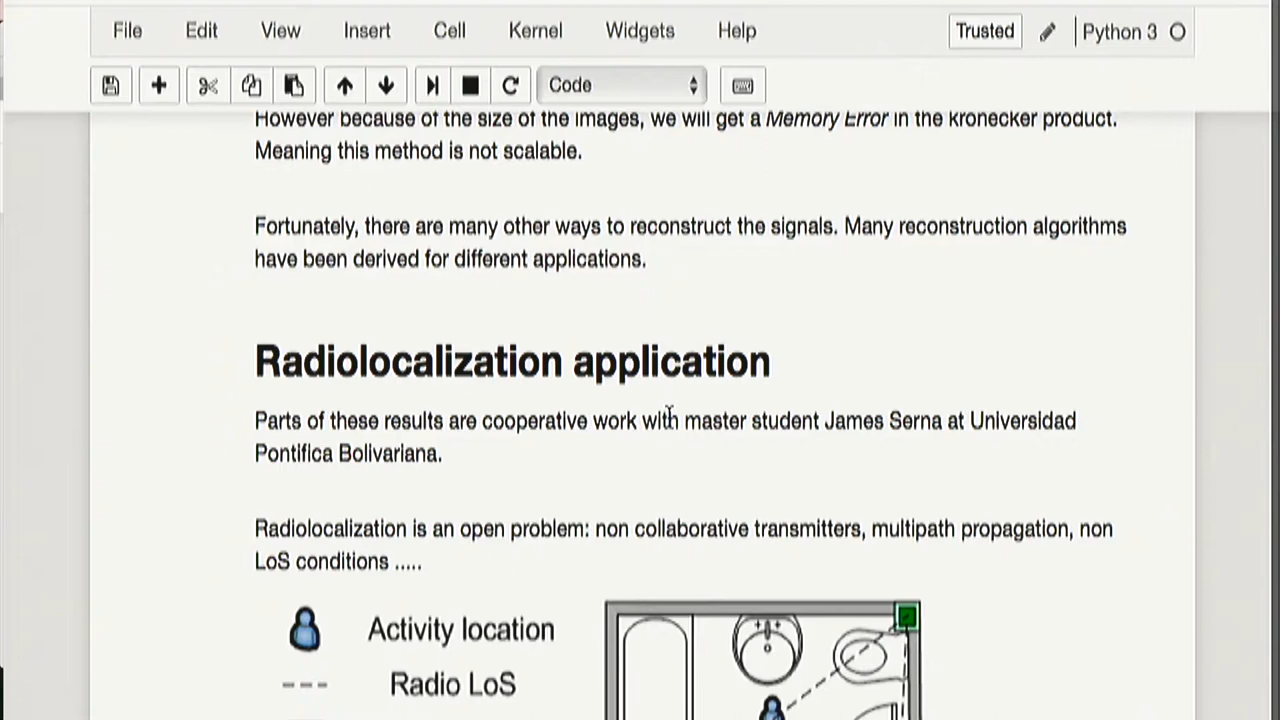 File Edit View Insert Cell Kernel Widgets Help Trusted Python 3
Code
However because of the size of the images, we will get a Memory Error in the kronecker product.
Meaning this method is not scalable.
Fortunately, there are many other ways to reconstruct the signals. Many reconstruction algorithms
have been derived for different applications.
Radiolocalization application
Parts of these results are cooperative work with master student James Serna at Universidad
Pontifica Bolivariana.
Radiolocalization is an open problem: non collaborative transmitters, multipath propagation, non
LoS conditions .....
Activity location
Radio LoS